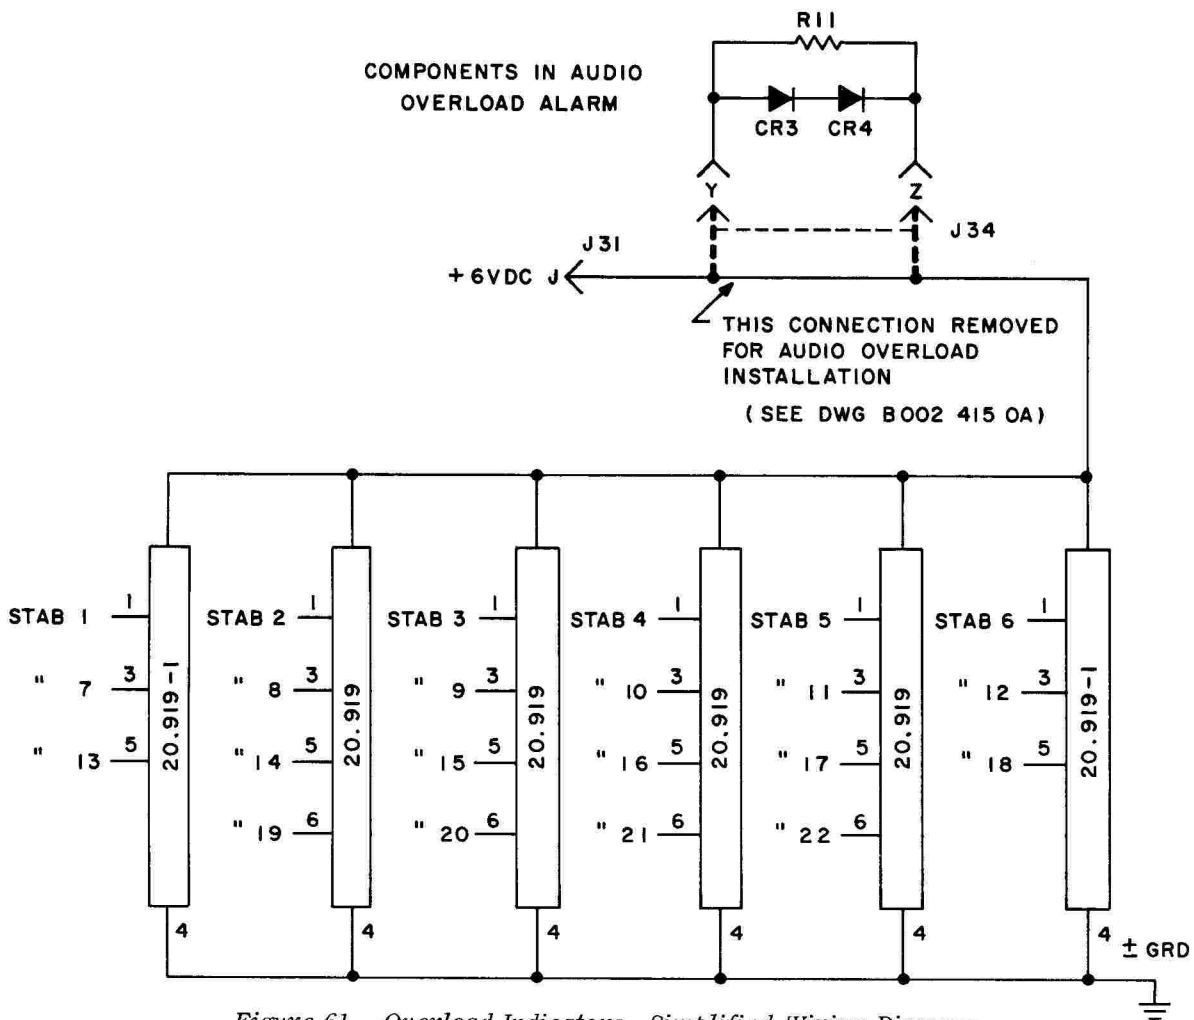 R11
COMPONENTS IN AUDIO
OVERLOAD ALARM
CR3 CR4
Y Z
J34
J31
+6VDC J
THIS CONNECTION REMOVED
FOR AUDIO OVERLOAD
INSTALLATION
(SEE DWG B002 415 0A)
STAB 1 1 STAB 2 1 STAB 3 1 STAB 4 1 STAB 5 1 STAB 6 1
" 7 3 " 8 3 " 9 3 " 10 3 " 11 3 " 12 3
20.919-1 20.919 20.919 20.919 20.919 20.919-1
" 13 5 " 14 5 " 15 5 " 16 5 " 17 5 " 18 5
" 19 6 " 20 6 " 21 6 " 22 6
4 4 4 4 4 4 ± GRD
Figure 61. Overload Indicators, Simplified Wiring Diagram